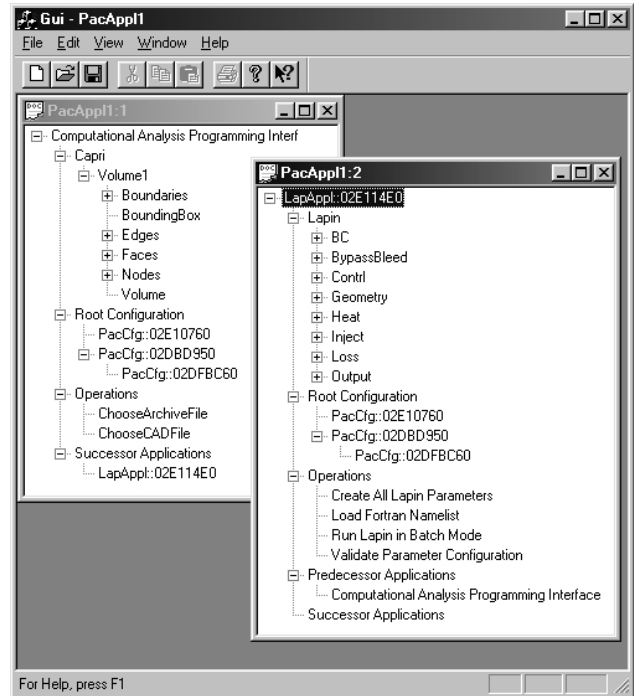 Gui - PacAppl1
File Edit View Window Help
PacAppl1:1
Computational Analysis Programming Interf
Capri
Volume1
Boundaries
BoundingBox
Edges
Faces
Nodes
Volume
Root Configuration
PacCfg::02E10760
PacCfg::02DBD950
PacCfg::02DFBC60
Operations
ChooseArchiveFile
ChooseCADFile
Successor Applications
LapAppl::02E114E0
PacAppl1:2
LapAppl::02E114E0
Lapin
BC
BypassBleed
Contrl
Geometry
Heat
Inject
Loss
Output
Root Configuration
PacCfg::02E10760
PacCfg::02DBD950
PacCfg::02DFBC60
Operations
Create All Lapin Parameters
Load Fortran Namelist
Run Lapin in Batch Mode
Validate Parameter Configuration
Predecessor Applications
Computational Analysis Programming Interface
Successor Applications
For Help, press F1